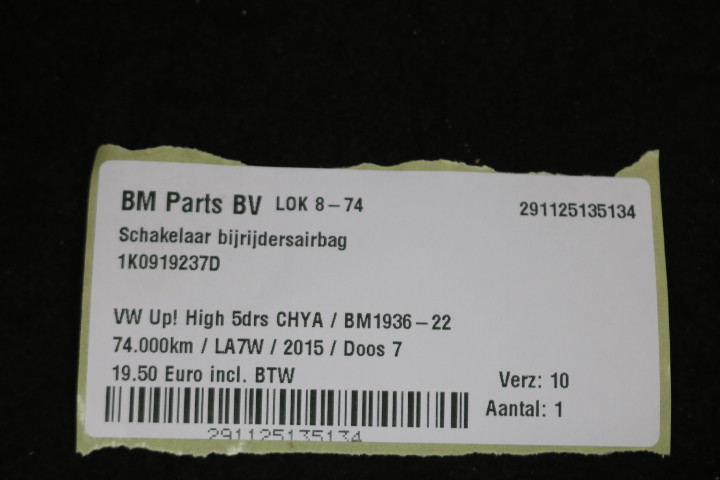 BM Parts BV LOK 8-74 291125135134
Schakelaar bijrijdersairbag
1K0919237D
VW Up! High 5drs CHYA / BM1936-22
74.000km / LA7W / 2015 / Doos 7
19.50 Euro incl. BTW Verz: 10
Aantal: 1
291125135134